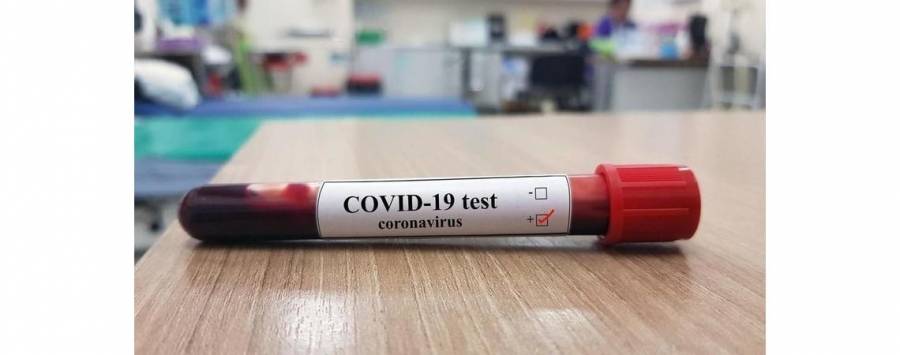 COVID-19 test
coronavirus
-
+